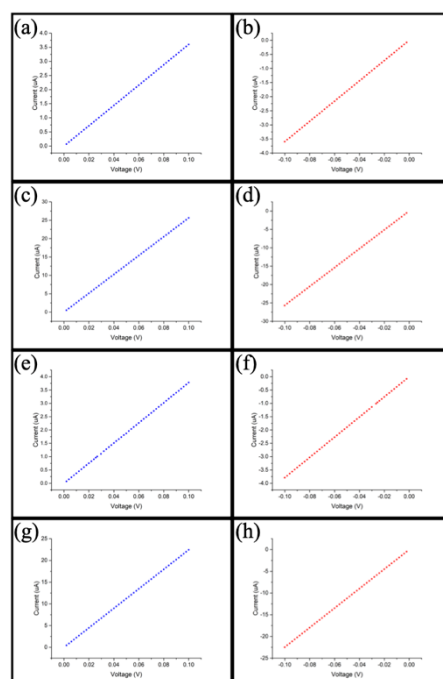 (a)
4.0
3.5
3.0
2.5
2.0
1.5
1.0
0.5
0.0
Current (uA)
0.00 0.02 0.04 0.06 0.08 0.10
Voltage (V)
(b)
0.0
-0.5
-1.0
-1.5
-2.0
-2.5
-3.0
-3.5
-4.0
Current (uA)
-0.10 -0.08 -0.06 -0.04 -0.02 0.00
Voltage (V)
(c)
30
25
20
15
10
5
0
Current (uA)
0.00 0.02 0.04 0.06 0.08 0.10
Voltage (V)
(d)
0
-5
-10
-15
-20
-25
-30
Current (uA)
-0.10 -0.08 -0.06 -0.04 -0.02 0.00
Voltage (V)
(e)
4.0
3.5
3.0
2.5
2.0
1.5
1.0
0.5
0.0
Current (uA)
0.00 0.02 0.04 0.06 0.08 0.10
Voltage (V)
(f)
0.0
-0.5
-1.0
-1.5
-2.0
-2.5
-3.0
-3.5
-4.0
Current (uA)
-0.10 -0.08 -0.06 -0.04 -0.02 0.00
Voltage (V)
(g)
25
20
15
10
5
0
Current (uA)
0.00 0.02 0.04 0.06 0.08 0.10
Voltage (V)
(h)
0
-5
-10
-15
-20
-25
Current (uA)
-0.10 -0.08 -0.06 -0.04 -0.02 0.00
Voltage (V)